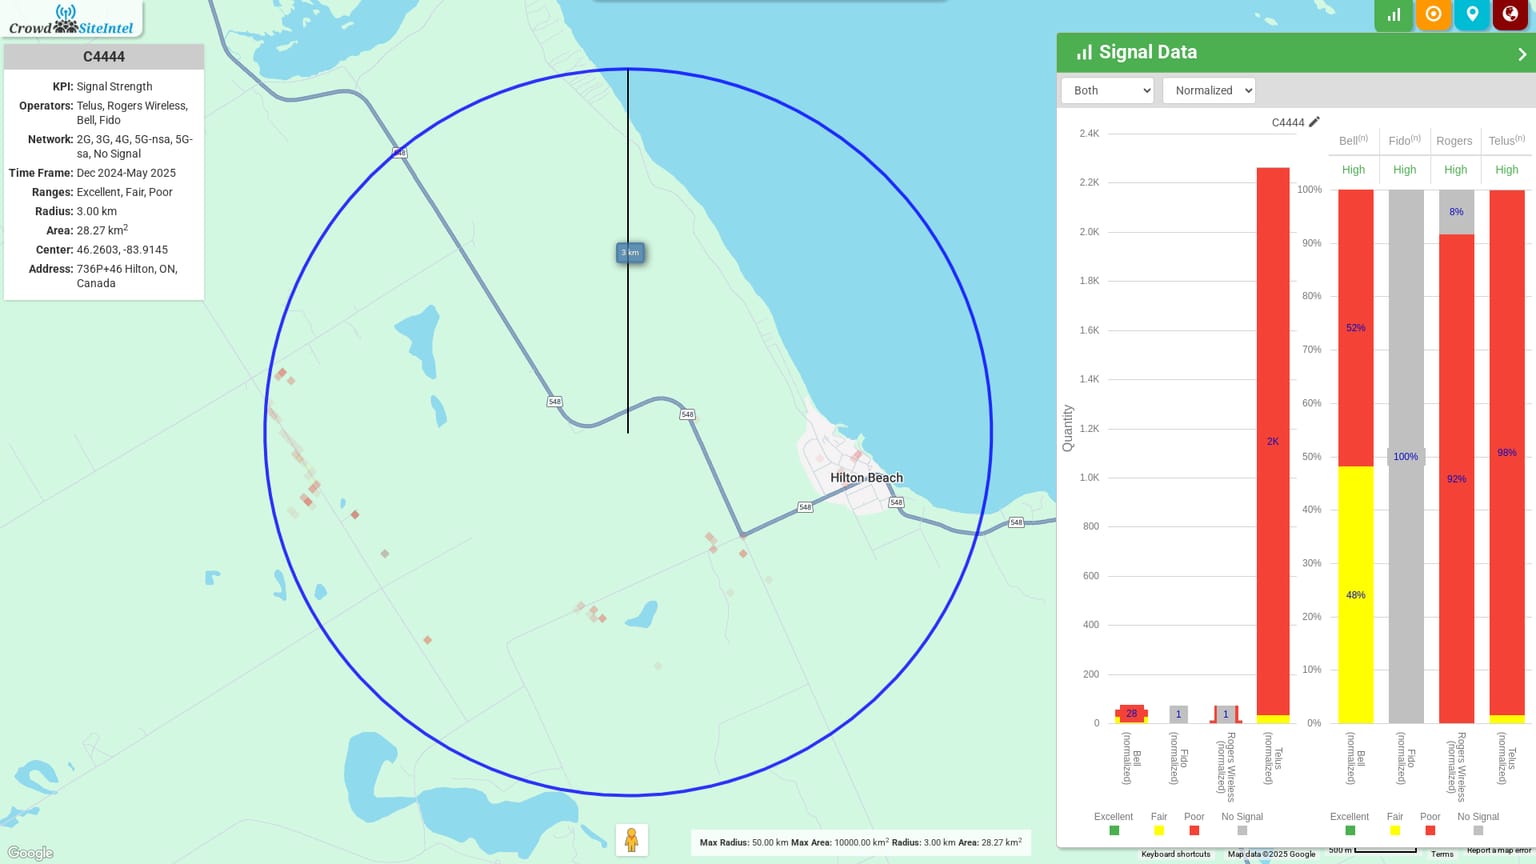 Crowd SiteIntel
C4444
KPI: Signal Strength
Operators: Telus, Rogers Wireless,
Bell, Fido
Network: 2G, 3G, 4G, 5G-nsa, 5G-
sa, No Signal
Time Frame: Dec 2024-May 2025
Ranges: Excellent, Fair, Poor
Radius: 3.00 km
Area: 28.27 km2
Center: 46.2603, -83.9145
Address: 736P+46 Hilton, ON,
Canada
548
3 km
548
548
Hilton Beach
548
548
548
Google
Max Radius: 50.00 km Max Area: 10000.00 km2 Radius: 3.00 km Area: 28.27 km2
Signal Data
Both
Normalized
C4444
Quantity
2.4K
2.2K
2.0K
1.8K
1.6K
1.4K
1.2K
1.0K
800
600
400
200
0
28
1
1
2K
Bell
(normalized)
Fido
(normalized)
Rogers Wireless
(normalized)
Telus
(normalized)
Excellent Fair Poor No Signal
Bell(n) Fido(n) Rogers Telus(n)
High High High High
100%
90%
80%
70%
60%
50%
40%
30%
20%
10%
0%
52%
48%
100%
8%
92%
98%
Bell
(normalized)
Fido
(normalized)
Rogers Wireless
(normalized)
Telus
(normalized)
Excellent Fair Poor No Signal
Keyboard shortcuts Map data ©2025 Google 500 m Terms Report a map error